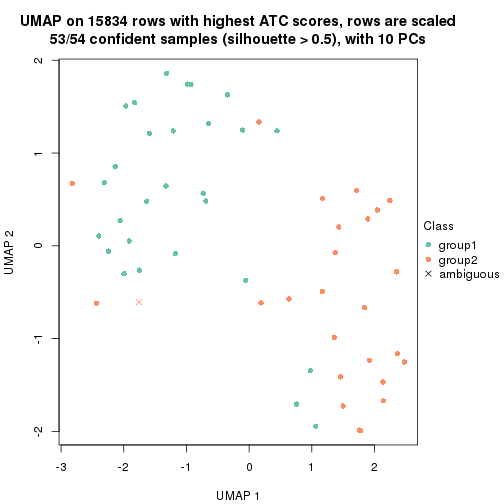 UMAP on 15834 rows with highest ATC scores, rows are scaled
53/54 confident samples (silhouette > 0.5), with 10 PCs
2
1
0
-1
-2
UMAP 2
-3
-2
-1
0
1
2
UMAP 1
Class
group1
group2
ambiguous